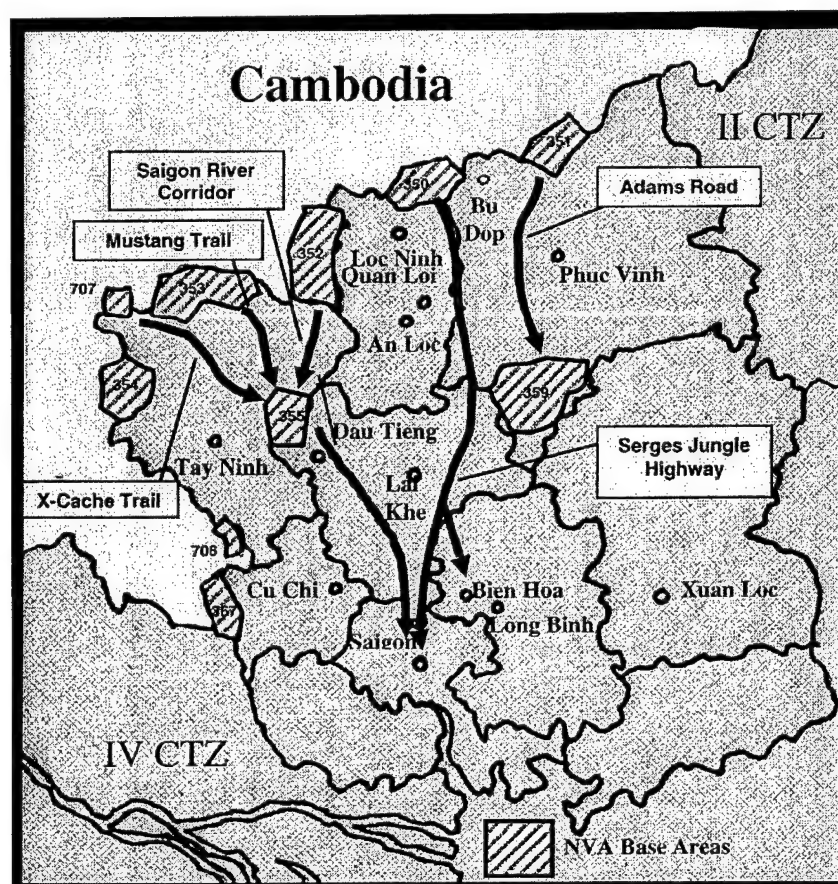 Cambodia
II CTZ
Saigon River
Corridor
Mustang Trail
Adams Road
350
351
Bu
Dop
Loc Ninh
Quan Loi
352
Phuc Vinh
707
353
An Loc
354
355
359
Dau Tieng
Tay Ninh
Serges Jungle
Highway
Lai
Khe
X-Cache Trail
708
367
Cu Chi
Bien Hoa
Long Binh
Xuan Loc
Saigon
IV CTZ
NVA Base Areas